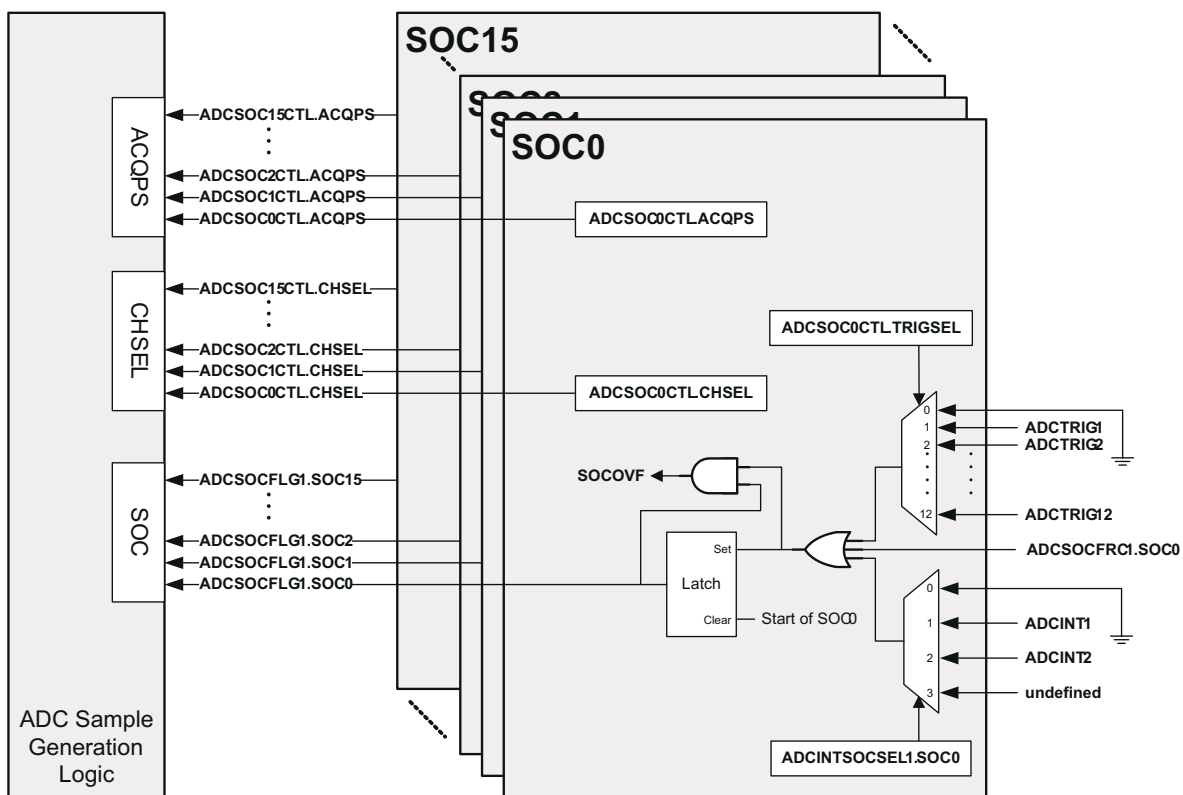 SOC15
SOC0
ADCSOC15CTL.ACQPS
ADCSOC2CTL.ACQPS
ADCSOC1CTL.ACQPS
ADCSOC0CTL.ACQPS
ACQPS
ADCSOC0CTL.ACQPS
ADCSOC15CTL.CHSEL
ADCSOC2CTL.CHSEL
ADCSOC1CTL.CHSEL
ADCSOC0CTL.CHSEL
CHSEL
ADCSOC0CTL.CHSEL
ADCSOC0CTL.TRIGSEL
0
1
2
12
ADCTRIG1
ADCTRIG2
ADCTRIG12
SOCOVF
ADCSOCFLG1.SOC15
ADCSOCFLG1.SOC2
ADCSOCFLG1.SOC1
ADCSOCFLG1.SOC0
SOC
Set
Latch
Clear
Start of SOC0
ADCSOCFRC1.SOC0
0
1
2
3
ADCINT1
ADCINT2
undefined
ADCINTSOCSEL1.SOC0
ADC Sample
Generation
Logic